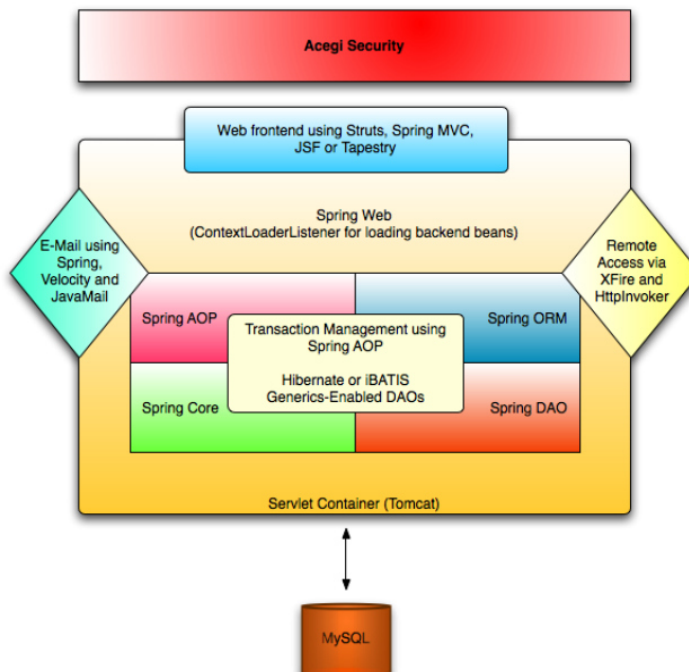 Acegi Security
Web frontend using Struts, Spring MVC,
JSF or Tapestry
Spring Web
(ContextLoaderListener for loading backend beans)
E-Mail using
Spring,
Velocity and
JavaMail
Remote
Access via
XFire and
HttpInvoker
Spring AOP
Spring ORM
Transaction Management using
Spring AOP
Hibernate or iBATIS
Generics-Enabled DAOs
Spring Core
Spring DAO
Servlet Container (Tomcat)
MySQL